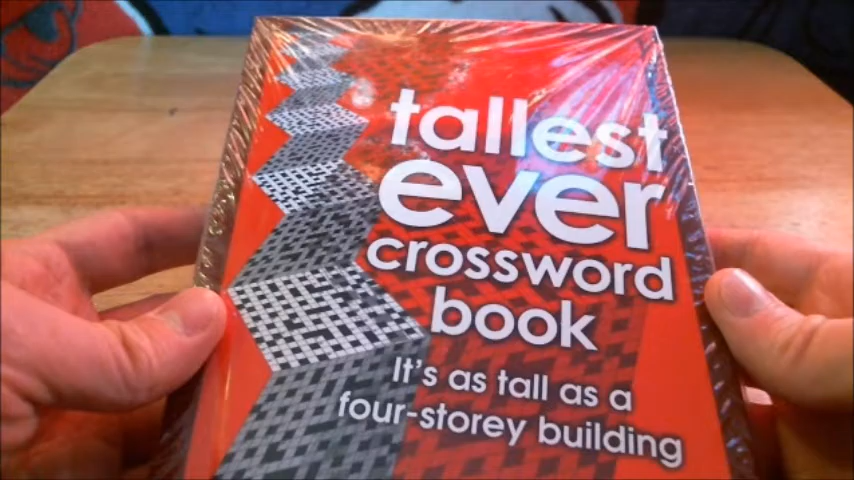 tallest
ever
crossword
book
It's as tall as a
four-storey building